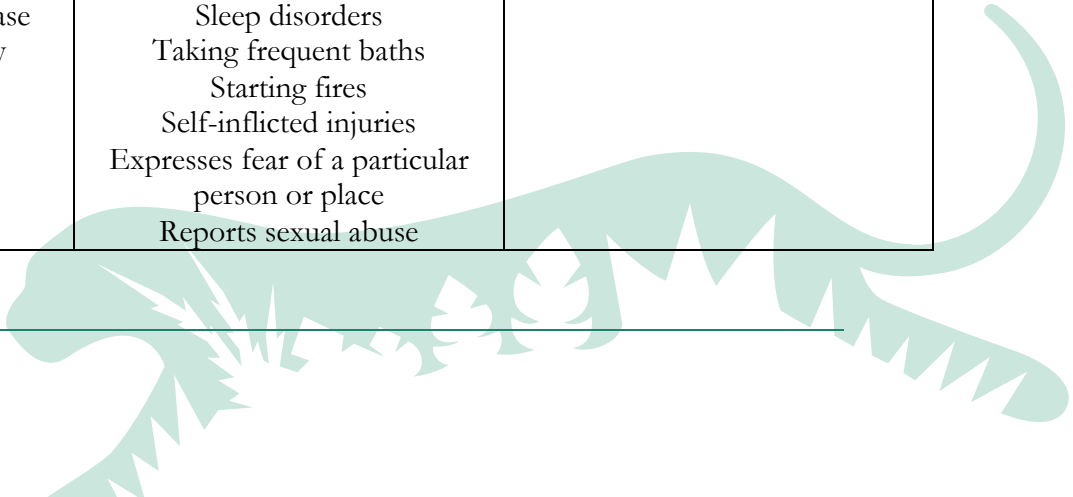 Sleep disorders
Taking frequent baths
Starting fires
Self-inflicted injuries
Expresses fear of a particular
person or place
Reports sexual abuse